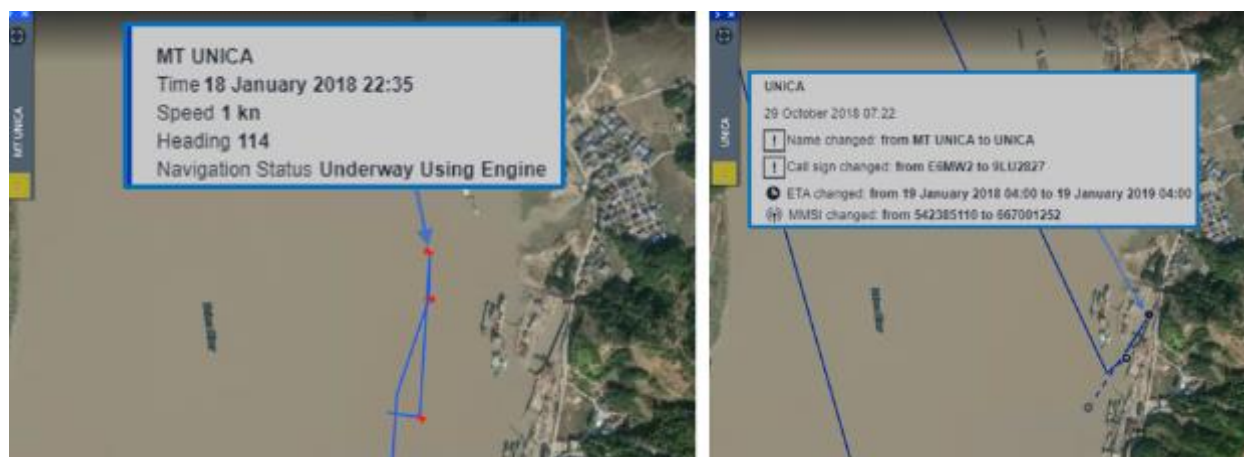 MT UNICA
MT UNICA
Time 18 January 2018 22:35
Speed 1 kn
Heading 114
Navigation Status Underway Using Engine
UNICA
UNICA
29 October 2018 07:22
! Name changed: from MT UNICA to UNICA
! Call sign changed: from E6MW2 to 9LU2827
ETA changed: from 19 January 2018 04:00 to 19 January 2019 04:00
MMSI changed: from 542385110 to 667001252